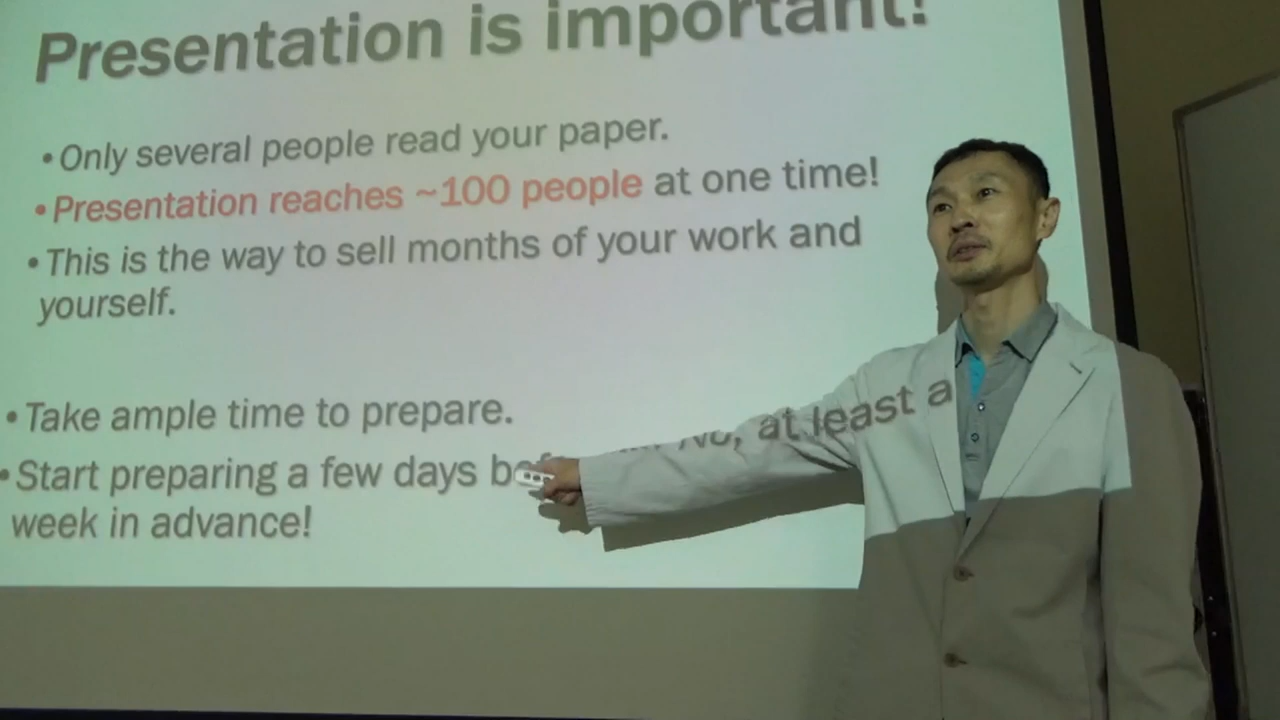 Presentation is important!
•Only several people read your paper.
•Presentation reaches ~100 people at one time!
•This is the way to sell months of your work and
yourself.
•Take ample time to prepare.
•Start preparing a few days No, at least a
week in advance!